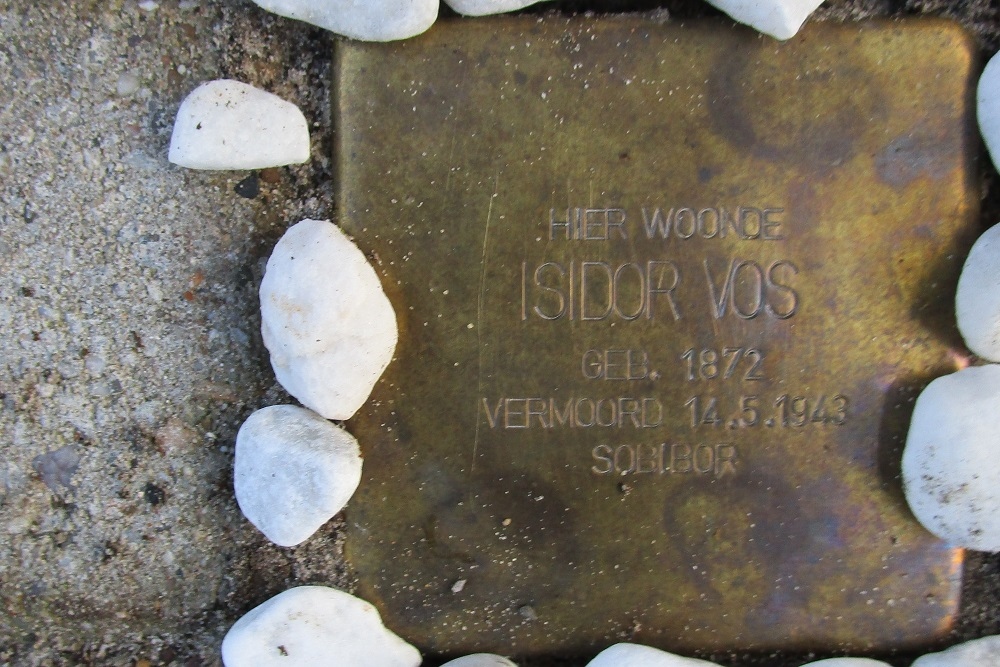 HIER WOONDE
ISIDOR VOS
GEB. 1872
VERMOORD 14.5.1943
SOBIBOR